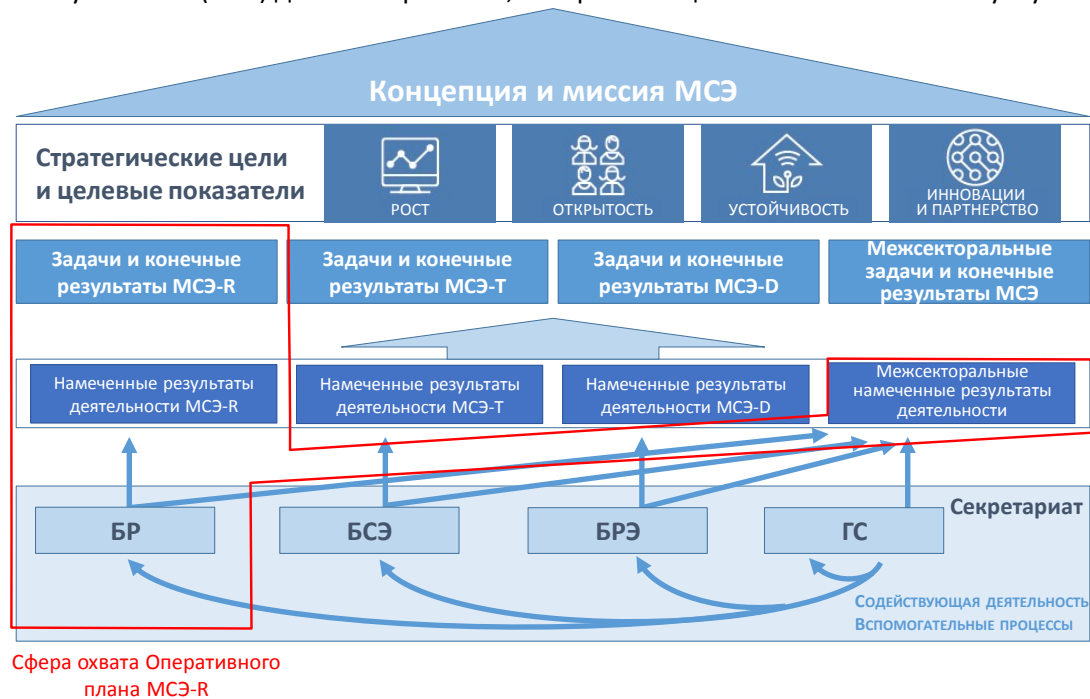 Концепция и миссия МСЭ
Стратегические цели
и целевые показатели
РОСТ
ОТКРЫТОСТЬ
УСТОЙЧИВОСТЬ
ИННОВАЦИИ
И ПАРТНЕРСТВО
Задачи и конечные
результаты МСЭ-R
Задачи и конечные
результаты МСЭ-T
Задачи и конечные
результаты МСЭ-D
Межсекторальные
задачи и конечные
результаты МСЭ
Намеченные результаты
деятельности МСЭ-R
Намеченные результаты
деятельности МСЭ-T
Намеченные результаты
деятельности МСЭ-D
Межсекторальные
намеченные результаты
деятельности
Секретариат
БР
БСЭ
БРЭ
ГС
Содействующая деятельность
Вспомогательные процессы
Сфера охвата Оперативного
плана МСЭ-R